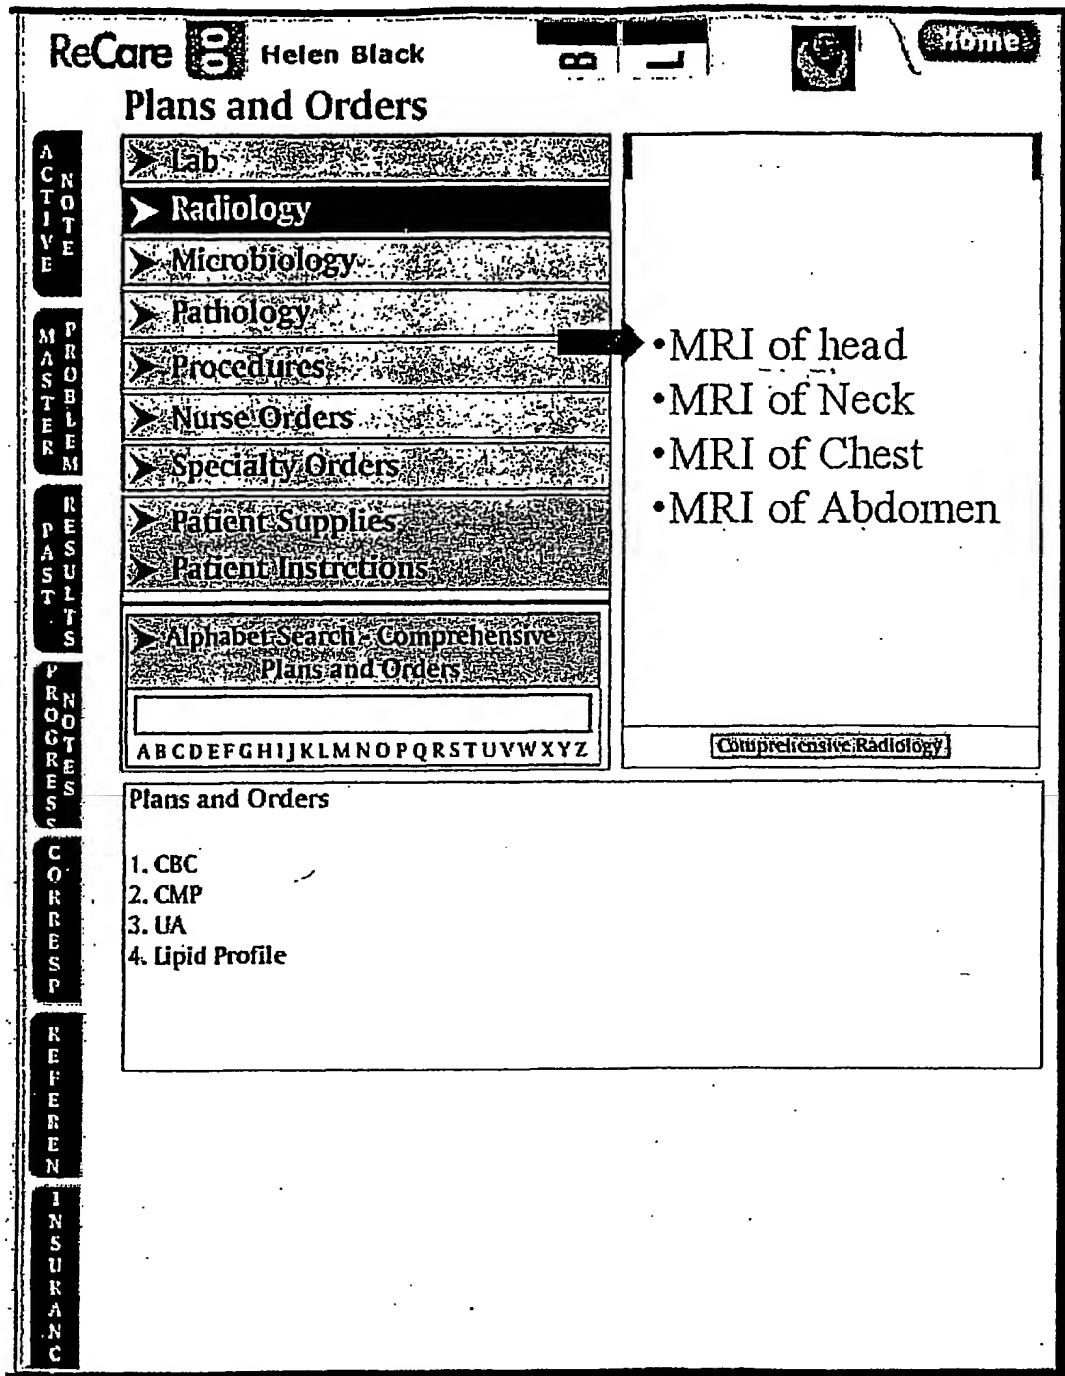 ReCare
Helen Black
B L
Home
Plans and Orders
ACTIVE NOTE
MASTER PROBLEM
PAST RESULTS
PROGRESS NOTES
CORRESP
REFEREN
INSURANC
Lab
Radiology
Microbiology
Pathology
Procedures
Nurse Orders
Specialty Orders
Patient Supplies
Patient Instrctions
Alphabet Search - Comprehensive
Plans and Orders
ABCDEFGHIJKLMNOPQRSTUVWXYZ
•MRI of head
•MRI of Neck
•MRI of Chest
•MRI of Abdomen
Comprehensive Radiology
Plans and Orders
1. CBC
2. CMP
3. UA
4. Lipid Profile